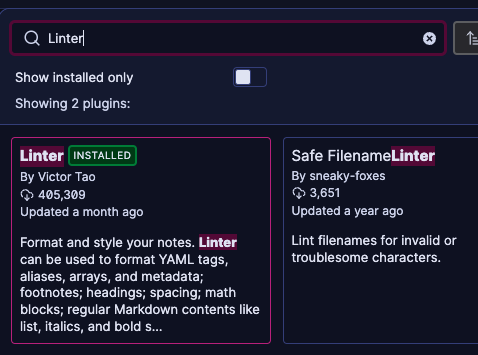 Linter
Show installed only
Showing 2 plugins:
Linter INSTALLED
By Victor Tao
405,309
Updated a month ago
Format and style your notes. Linter
can be used to format YAML tags,
aliases, arrays, and metadata;
footnotes; headings; spacing; math
blocks; regular Markdown contents like
list, italics, and bold s...
Safe FilenameLinter
By sneaky-foxes
3,651
Updated a year ago
Lint filenames for invalid or
troublesome characters.